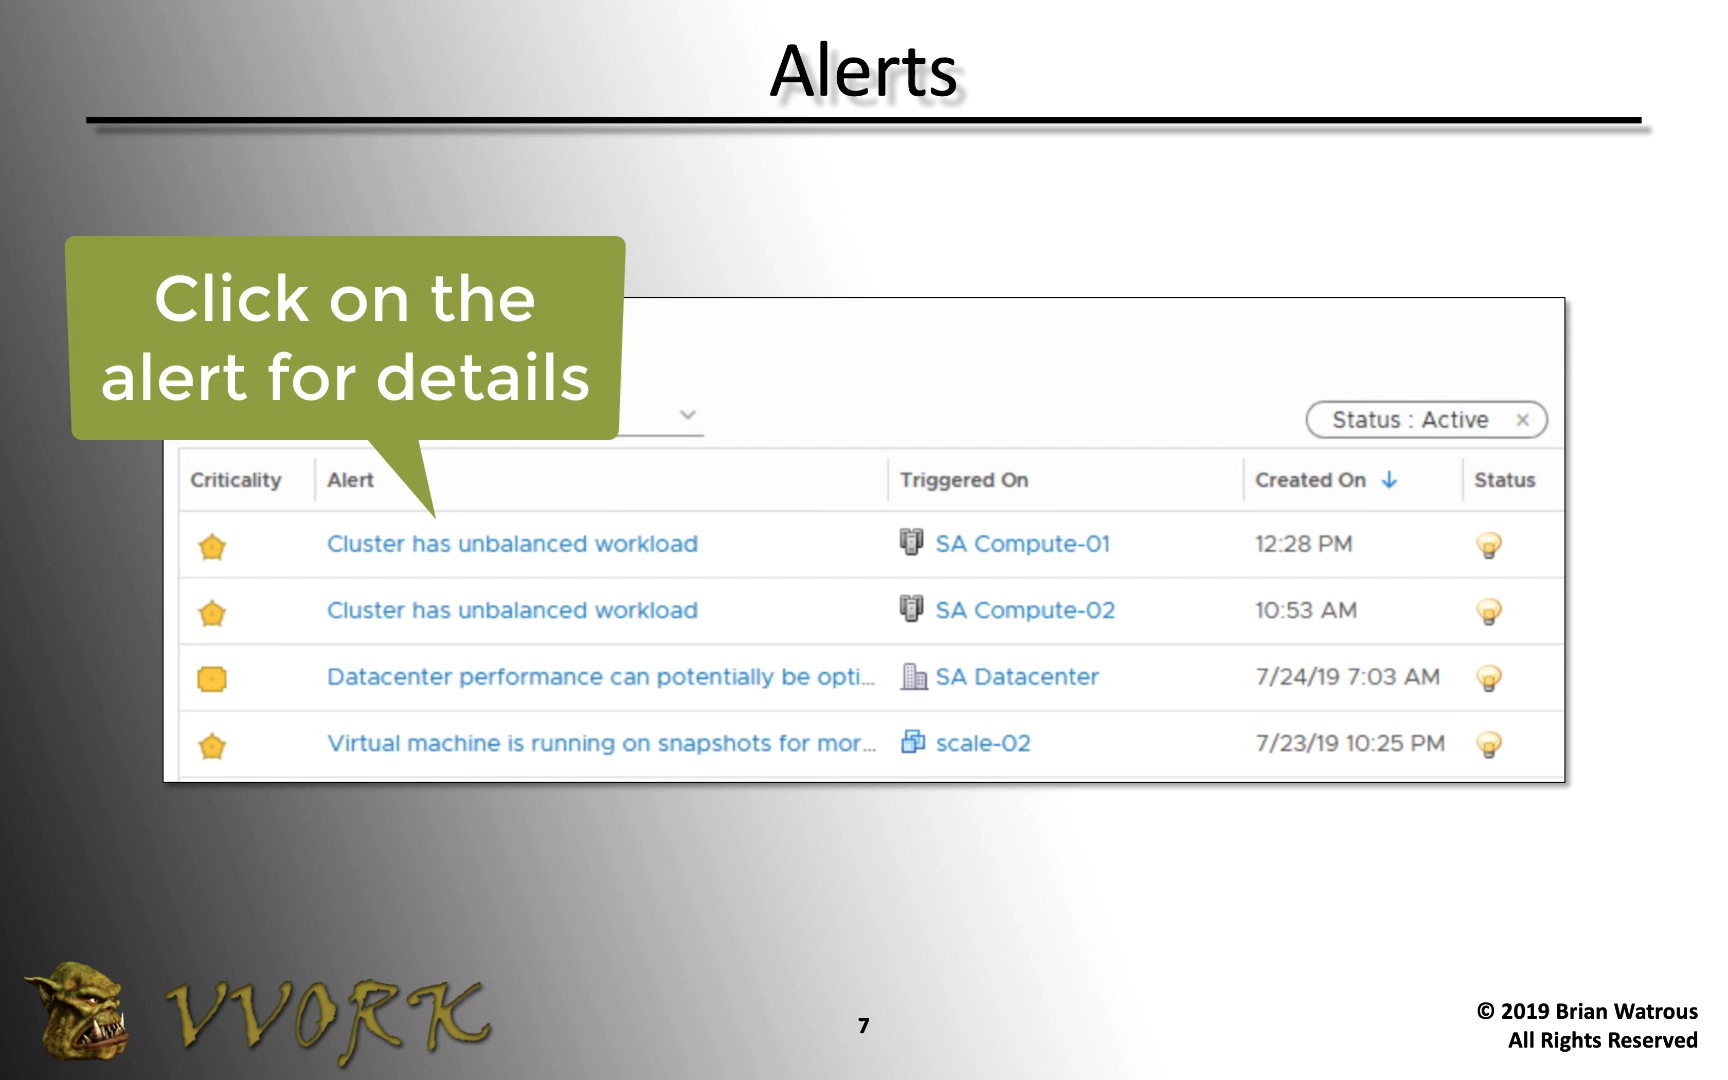 Alerts
Click on the
alert for details
Status : Active ×
Criticality Alert Triggered On Created On ↓ Status
Cluster has unbalanced workload SA Compute-01 12:28 PM
Cluster has unbalanced workload SA Compute-02 10:53 AM
Datacenter performance can potentially be opti... SA Datacenter 7/24/19 7:03 AM
Virtual machine is running on snapshots for mor... scale-02 7/23/19 10:25 PM
VVORK
7
© 2019 Brian Watrous
All Rights Reserved